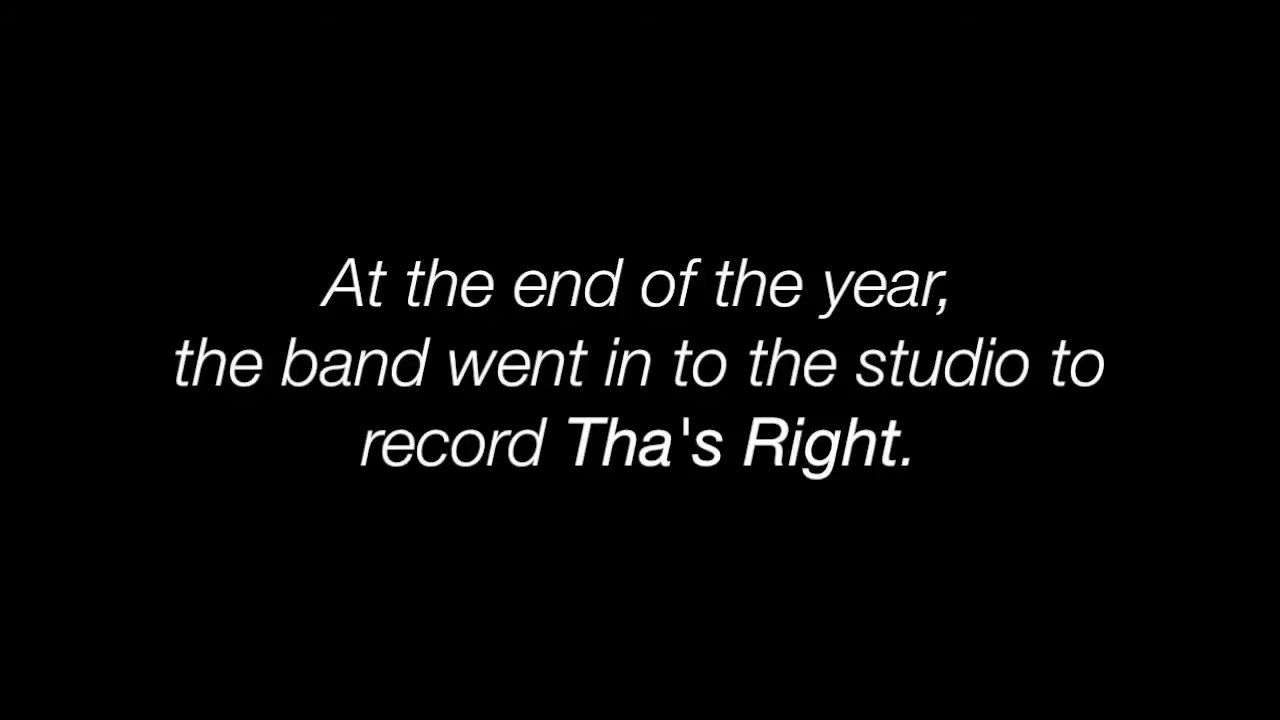 At the end of the year,
the band went in to the studio to
record Tha's Right.